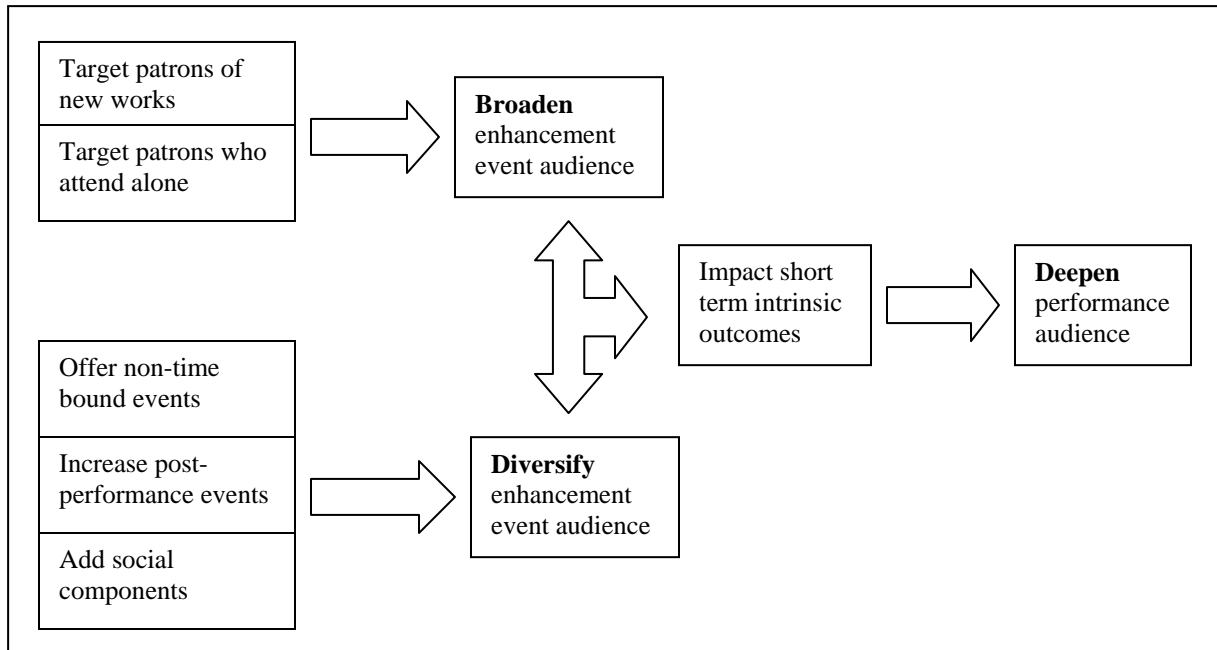 Target patrons of
new works
Target patrons who
attend alone
Broaden
enhancement
event audience
Impact short
term intrinsic
outcomes
Deepen
performance
audience
Offer non-time
bound events
Increase post-
performance events
Add social
components
Diversify
enhancement
event audience